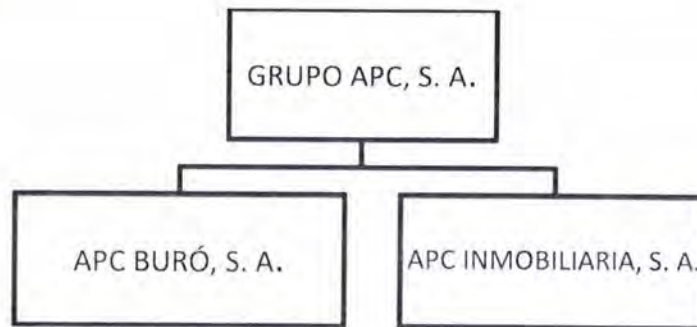 GRUPO APC, S. A.
APC BURÓ, S. A.
APC INMOBILIARIA, S. A.